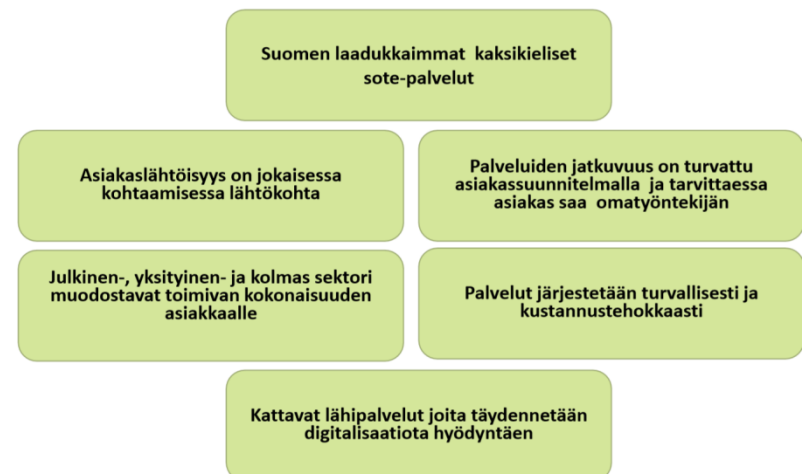 Suomen laadukkaimmat kaksikieliset
sote-palvelut
Asiakaslähtöisyys on jokaisessa
kohtaamisessa lähtökohta
Palveluiden jatkuvuus on turvattu
asiakassuunnitelmalla ja tarvittaessa
asiakas saa omatyöntekijän
Julkinen-, yksityinen- ja kolmas sektori
muodostavat toimivan kokonaisuuden
asiakkaalle
Palvelut järjestetään turvallisesti ja
kustannustehokkaasti
Kattavat lähipalvelut joita täydennetään
digitalisaatiota hyödyntäen